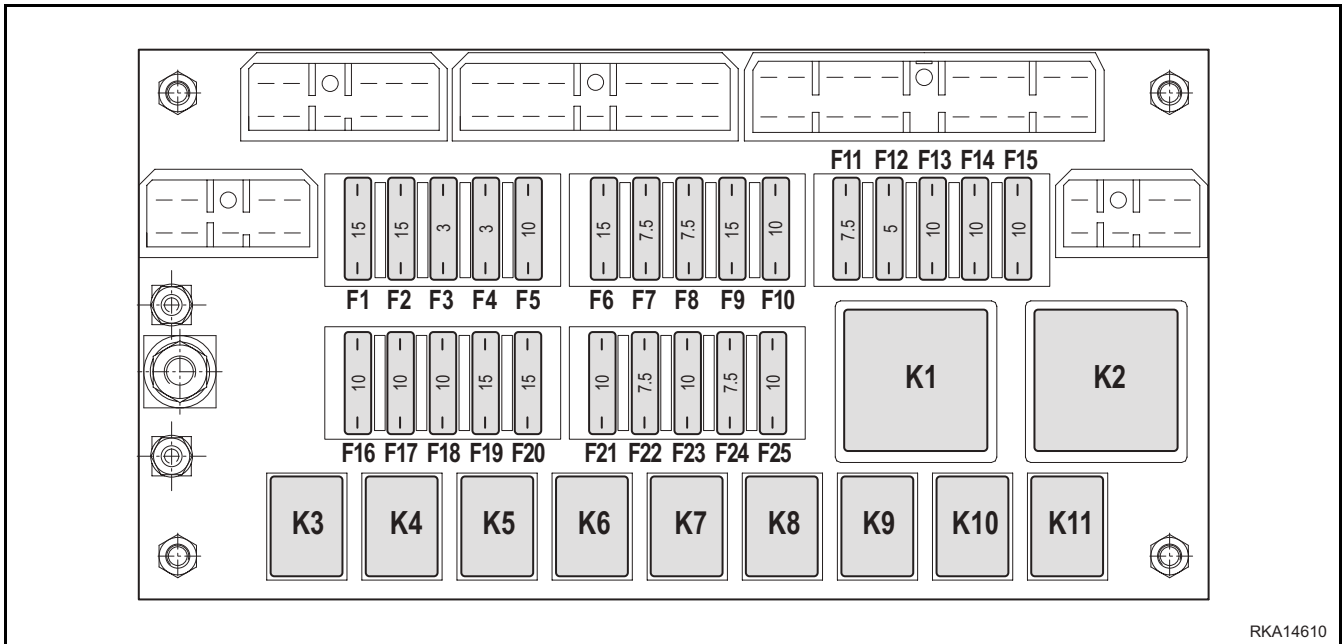 F11 F12 F13 F14 F15
15 15 3 3 10 15 7.5 7.5 15 10 7.5 5 10 10 10
F1 F2 F3 F4 F5 F6 F7 F8 F9 F10
K1 K2
10 10 10 15 15 10 7.5 10 7.5 10
F16 F17 F18 F19 F20 F21 F22 F23 F24 F25
K3 K4 K5 K6 K7 K8 K9 K10 K11
RKA14610